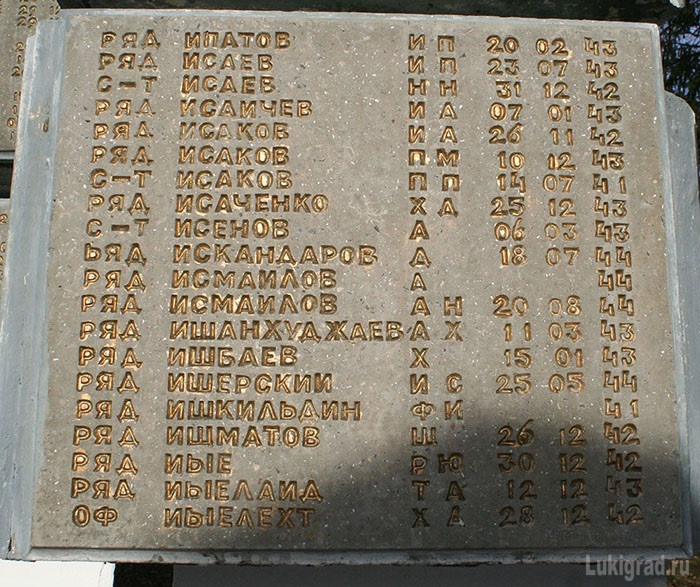 РЯД ИПАТОВ И П 20 02 43
РЯД ИСАЕВ И П 23 07 43
С-Т ИСАЕВ Н Н 31 12 42
РЯД ИСАИЧЕВ И А 07 01 43
РЯД ИСАКОВ И А 26 11 42
РЯД ИСАКОВ П М 10 12 43
С-Т ИСАКОВ П П 14 07 41
РЯД ИСАЧЕНКО Х А 25 12 43
С-Т ИСЕНОВ А 06 03 43
ЬЯД ИСКАНДАРОВ Д 18 07 44
РЯД ИСМАИЛОВ А 44
РЯД ИСМАИЛОВ А Н 20 08 44
РЯД ИШАНХУДЖАЕВ А Х 11 03 43
РЯД ИШБАЕВ Х 15 01 43
РЯД ИШЕРСКИЙ И С 25 05 44
РЯД ИШКИЛЬДИН Ф И 41
РЯД ИШМАТОВ Ш 26 12 42
РЯД ИЫЕ Р Ю 30 12 42
РЯД ИЫЕЛАИД Т А 12 12 43
ОФ ИЫЕЛЕХТ Х А 28 12 42
Lukigrad.ru